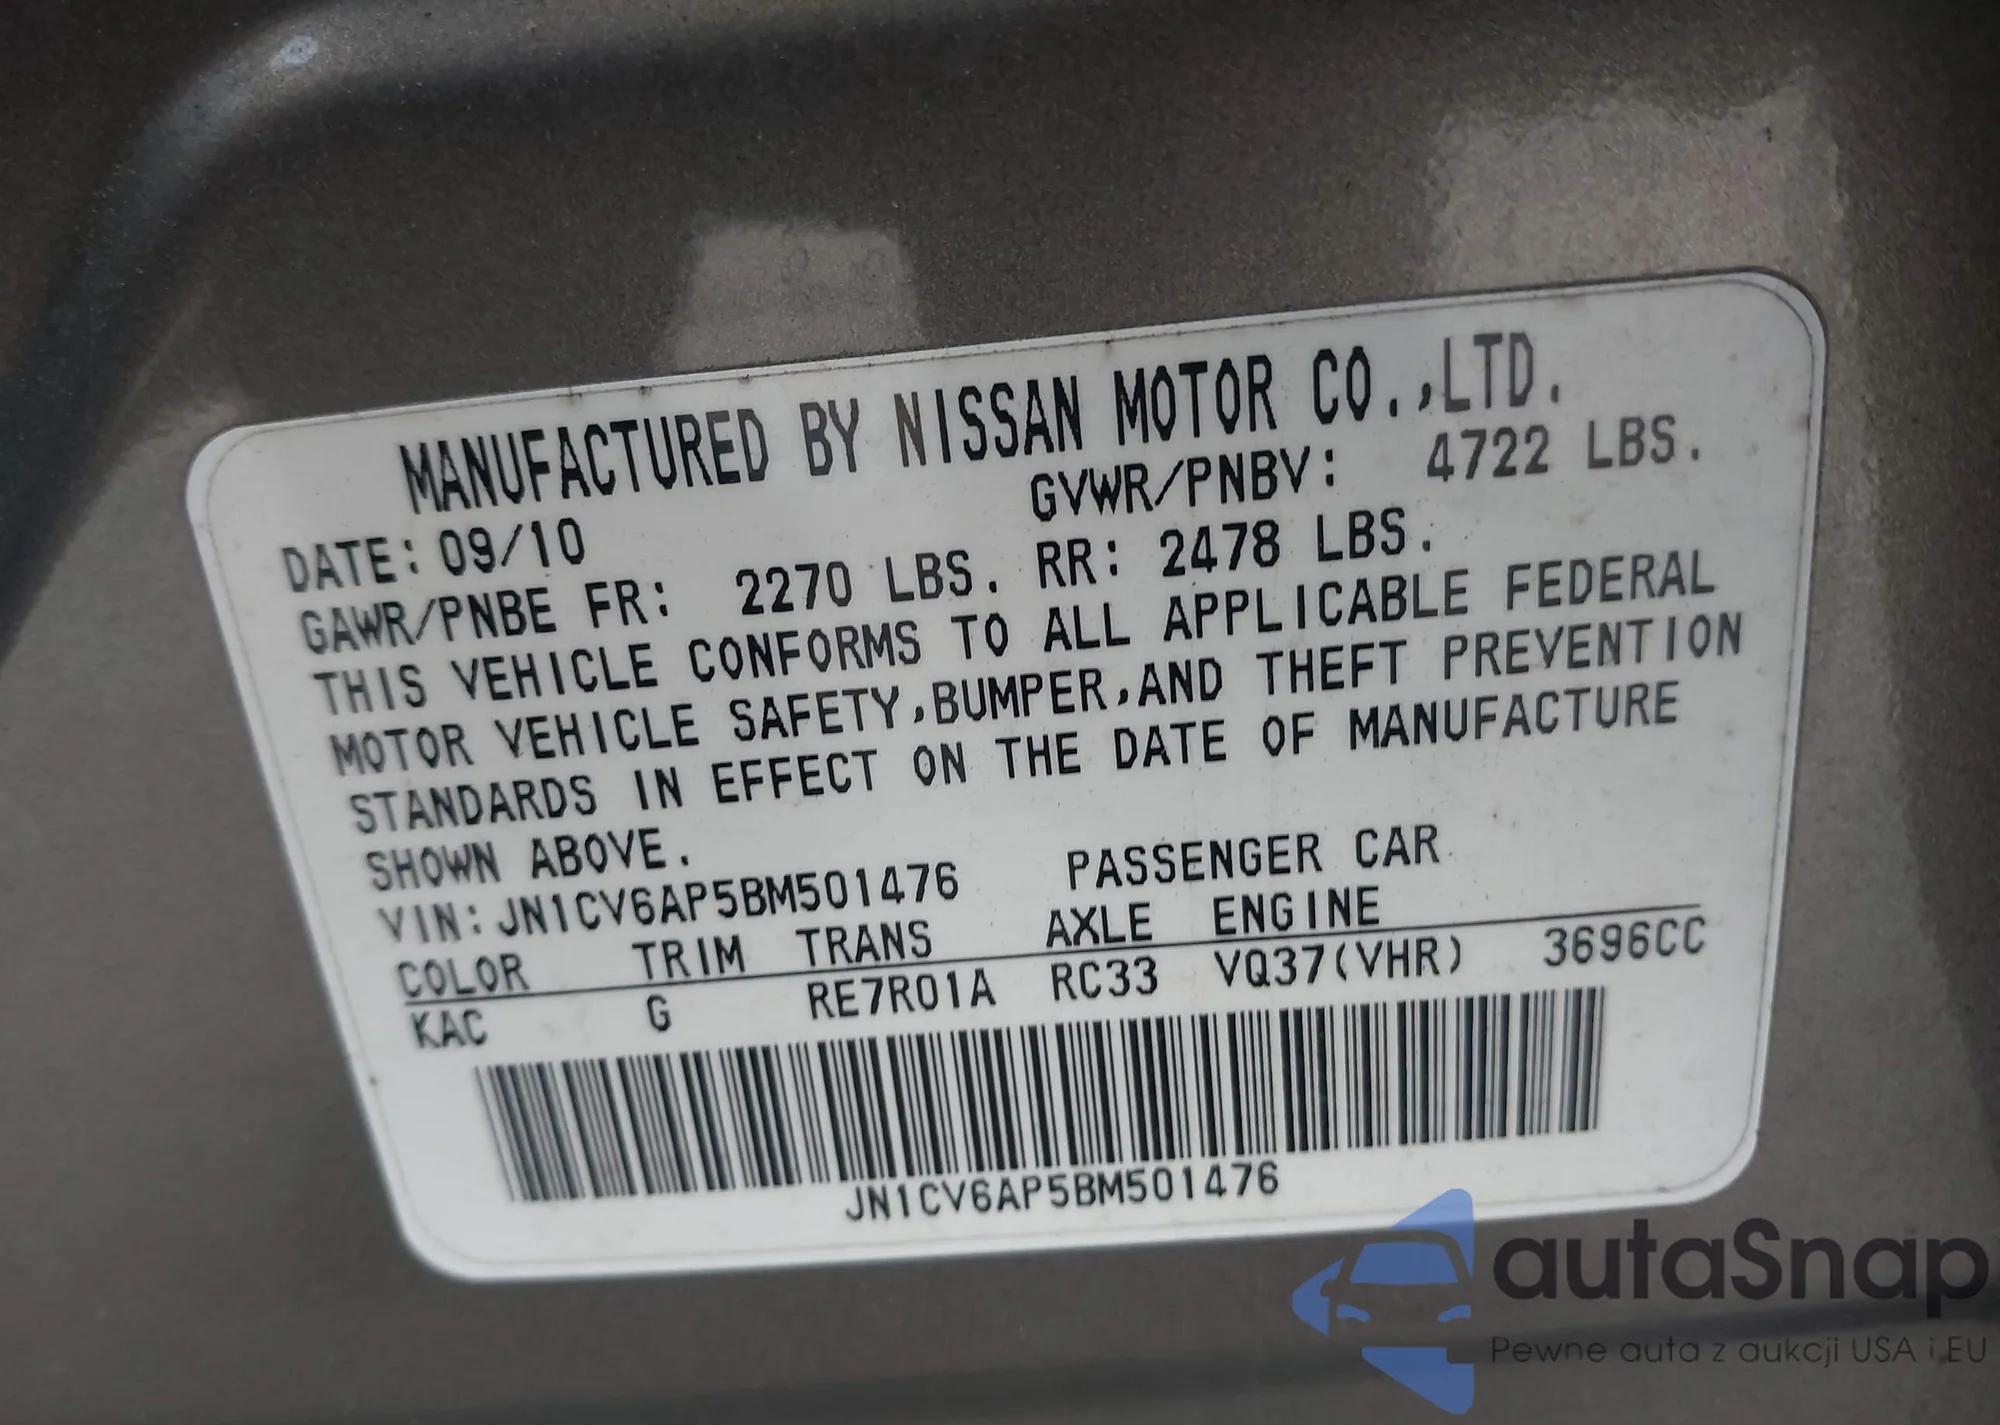 MANUFACTURED BY NISSAN MOTOR CO.,LTD.
DATE: 09/10 GVWR/PNBV: 4722 LBS.
GAWR/PNBE FR: 2270 LBS. RR: 2478 LBS.
THIS VEHICLE CONFORMS TO ALL APPLICABLE FEDERAL
MOTOR VEHICLE SAFETY,BUMPER,AND THEFT PREVENTION
STANDARDS IN EFFECT ON THE DATE OF MANUFACTURE
SHOWN ABOVE.
VIN: JN1CV6AP5BM501476 PASSENGER CAR
COLOR TRIM TRANS AXLE ENGINE
KAC G RE7R01A RC33 VQ37(VHR) 3696CC
JN1CV6AP5BM501476
autaSnap
Pewne auta z aukcji USA i EU